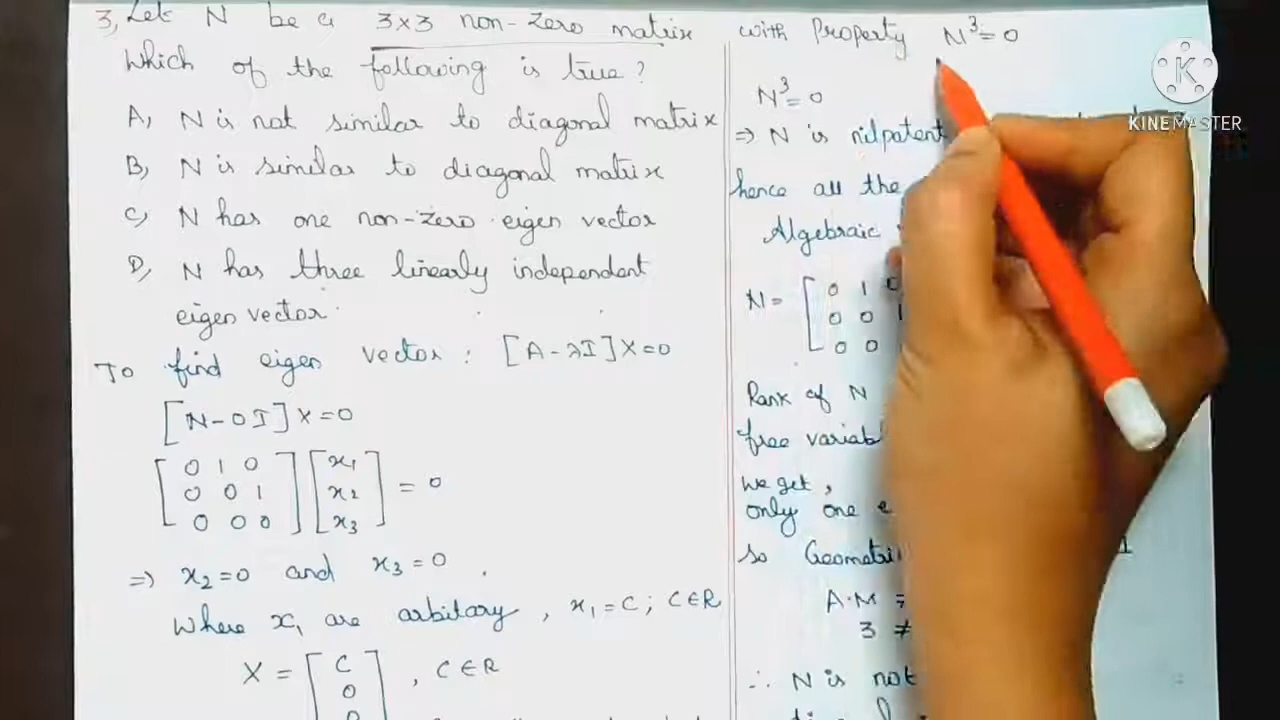 3, Let N be a 3×3 non-zero matrix with Property N³=0
Which of the following is true?
A, N is not similar to diagonal matrix
B, N is similar to diagonal matrix
C, N has one non-zero eigen vector
D, N has three linearly independent
eigen vector.
To find eigen vector : [A-λI]X=0
[N-0I]X=0
[0 1 0] [x₁]
[0 0 1] [x₂] = 0
[0 0 0] [x₃]
⇒ x₂=0 and x₃=0.
Where x₁ are arbitary, x₁=C; C∈R
X = [C
0
, C∈R
N³=0
⇒ N is nilpotent
hence all the
Algebraic
N= [0 1 0
0 0 1
0 0
Rank of N
free variabl
We get,
only one e
So Geometri 1
A.M ≠
3 ≠
∴ N is not
KINEMASTER
K